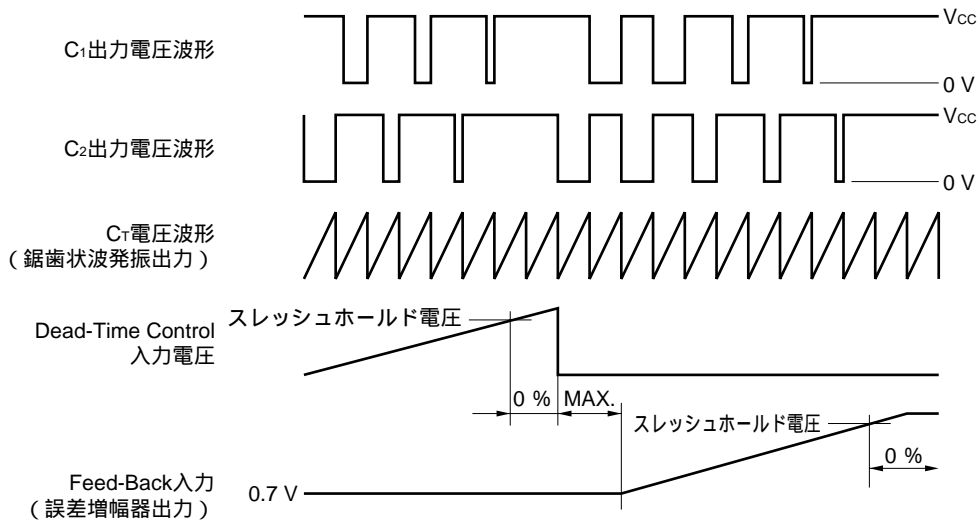 C1出力電圧波形
VCC
0 V
C2出力電圧波形
VCC
0 V
CT電圧波形
（鋸歯状波発振出力）
Dead-Time Control
入力電圧
スレッシュホールド電圧
0 %
MAX.
スレッシュホールド電圧
0 %
Feed-Back入力
（誤差増幅器出力）
0.7 V